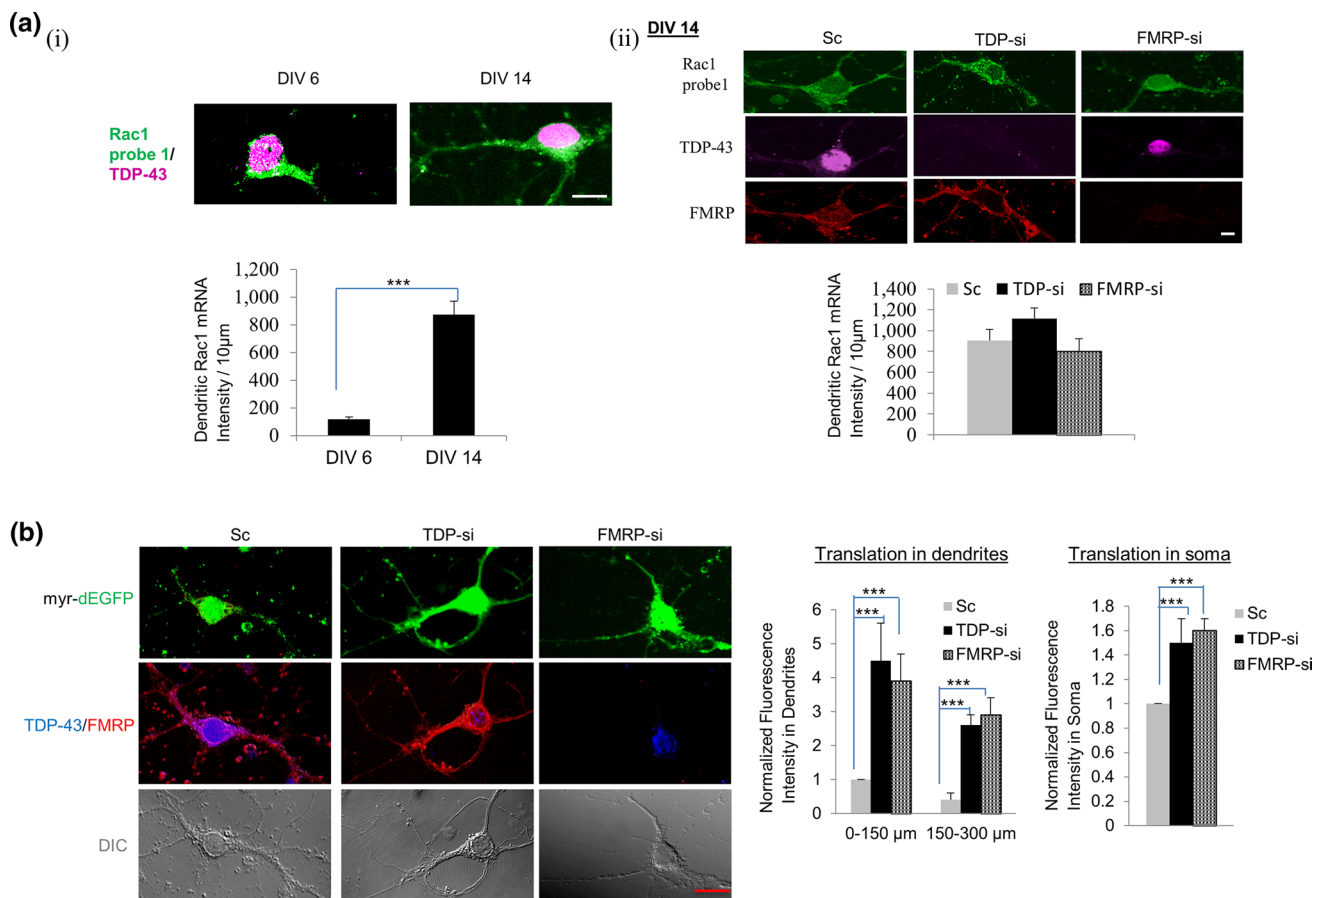 (a)
(i)
DIV 6
DIV 14
Rac1
probe 1/
TDP-43
Dendritic Rac1 mRNA
Intensity / 10µm
1,200
1,000
800
600
400
200
0
***
DIV 6
DIV 14
(ii)
DIV 14
Sc
TDP-si
FMRP-si
Rac1
probe1
TDP-43
FMRP
Dendritic Rac1 mRNA
Intensity / 10µm
1,400
1,200
1,000
800
600
400
200
0
Sc
TDP-si
FMRP-si
(b)
Sc
TDP-si
FMRP-si
myr-dEGFP
TDP-43/FMRP
DIC
Translation in dendrites
Normalized Fluorescence
Intensity in Dendrites
6
5
4
3
2
1
0
***
***
***
***
Sc
TDP-si
FMRP-si
0-150 µm
150-300 µm
Translation in soma
Normalized Fluorescence
Intensity in Soma
1.8
1.6
1.4
1.2
1
0.8
0.6
0.4
0.2
0
***
***
Sc
TDP-si
FMRP-si